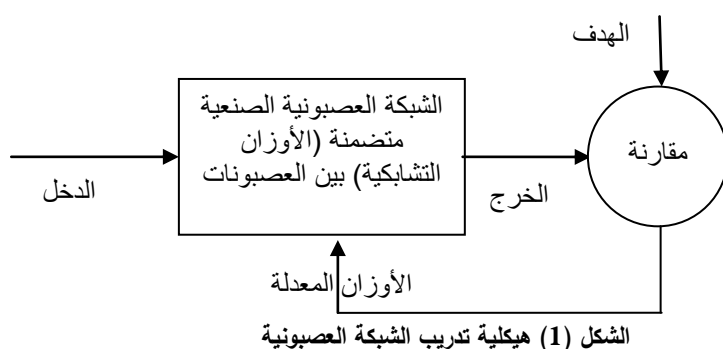 الهدف
الشبكة العصبونية الصنعية
متضمنة (الأوزان
التشابكية) بين العصبونات
مقارنة
الدخل
الخرج
الأوزان المعدلة
الشكل (1) هيكلية تدريب الشبكة العصبونية